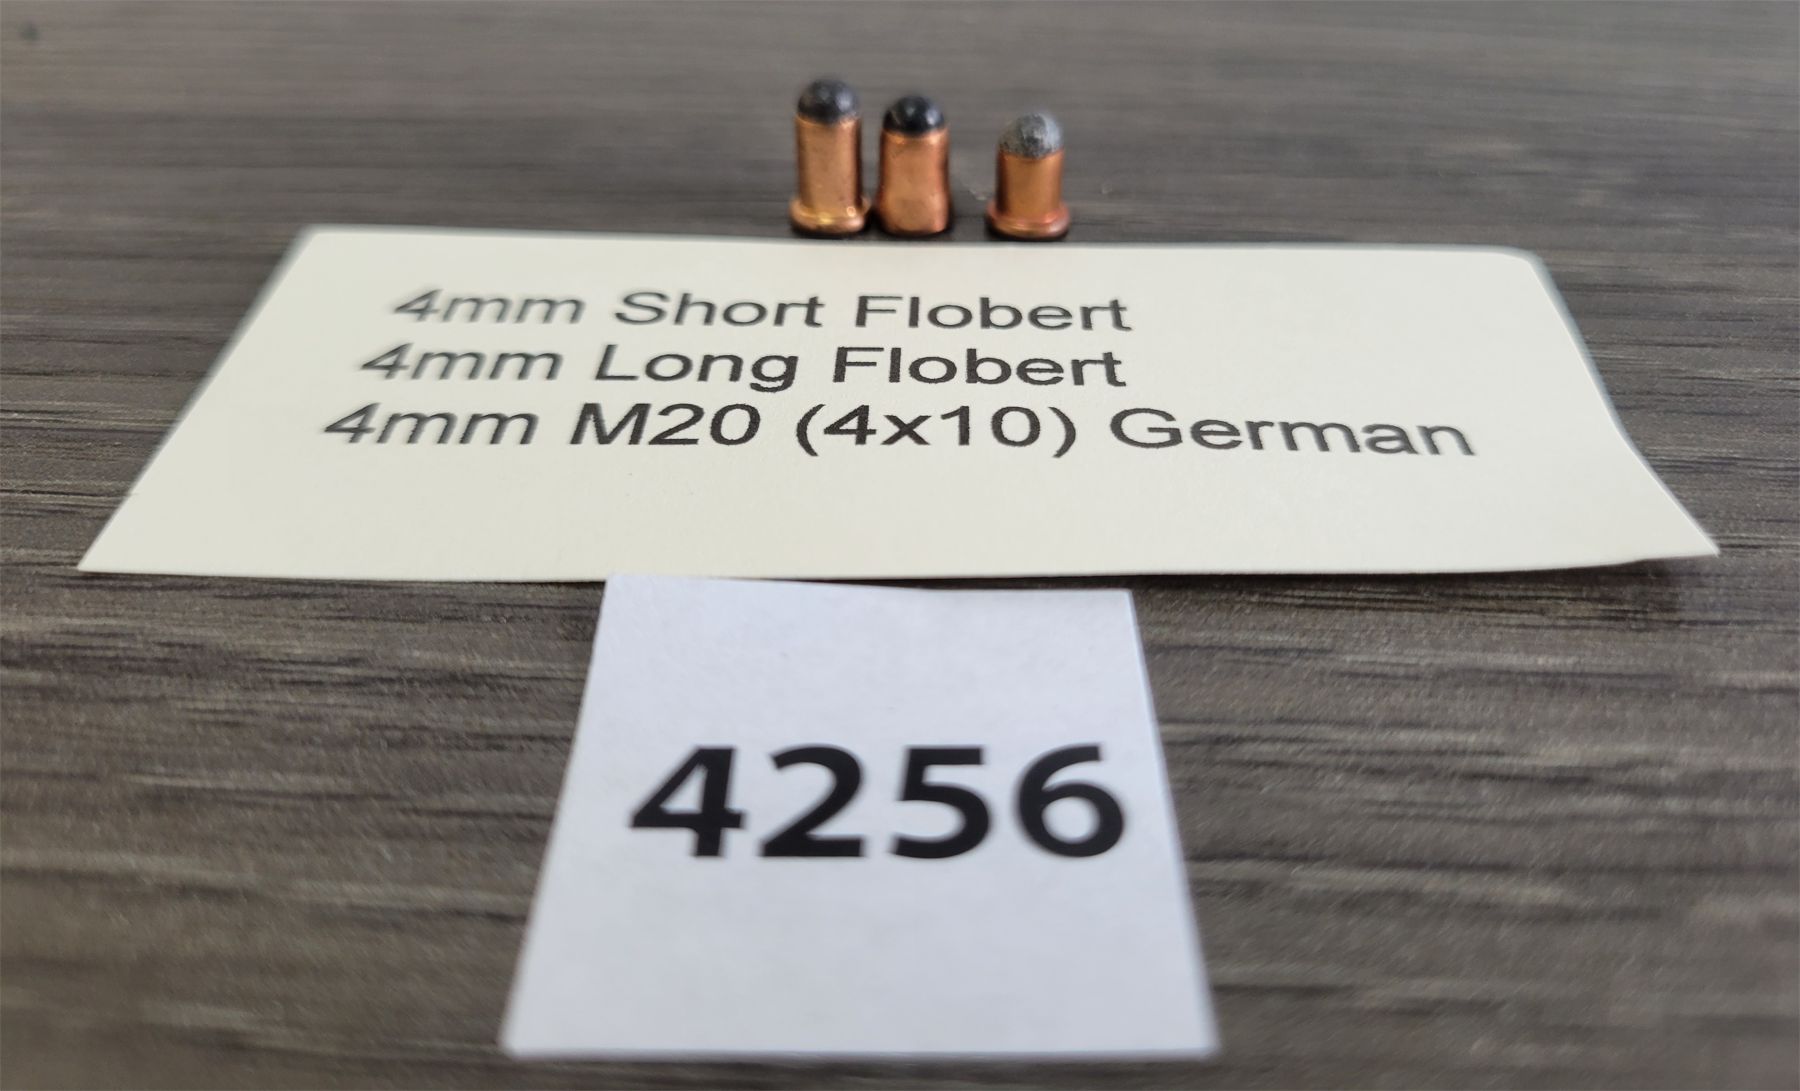 4mm Short Flobert
4mm Long Flobert
4mm M20 (4x10) German
4256